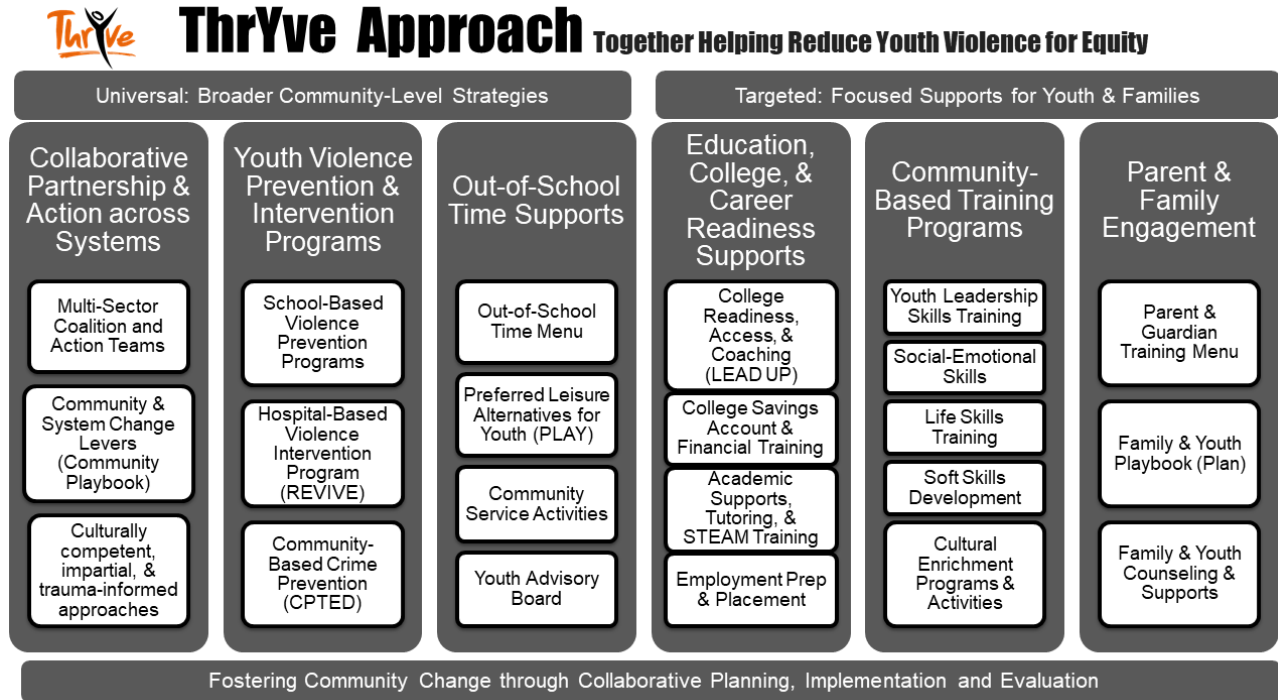 ThrYve
ThrYve Approach Together Helping Reduce Youth Violence for Equity
Universal: Broader Community-Level Strategies
Targeted: Focused Supports for Youth & Families
Collaborative
Partnership &
Action across
Systems
Multi-Sector
Coalition and
Action Teams
Community &
System Change
Levers
(Community
Playbook)
Culturally
competent,
impartial, &
trauma-informed
approaches
Youth Violence
Prevention &
Intervention
Programs
School-Based
Violence
Prevention
Programs
Hospital-Based
Violence
Intervention
Program
(REVIVE)
Community-
Based Crime
Prevention
(CPTED)
Out-of-School
Time Supports
Out-of-School
Time Menu
Preferred Leisure
Alternatives for
Youth (PLAY)
Community
Service Activities
Youth Advisory
Board
Education,
College, &
Career
Readiness
Supports
College
Readiness,
Access, &
Coaching
(LEAD UP)
College Savings
Account &
Financial Training
Academic
Supports,
Tutoring, &
STEAM Training
Employment Prep
& Placement
Community-
Based Training
Programs
Youth Leadership
Skills Training
Social-Emotional
Skills
Life Skills
Training
Soft Skills
Development
Cultural
Enrichment
Programs &
Activities
Parent &
Family
Engagement
Parent &
Guardian
Training Menu
Family & Youth
Playbook (Plan)
Family & Youth
Counseling &
Supports
Fostering Community Change through Collaborative Planning, Implementation and Evaluation